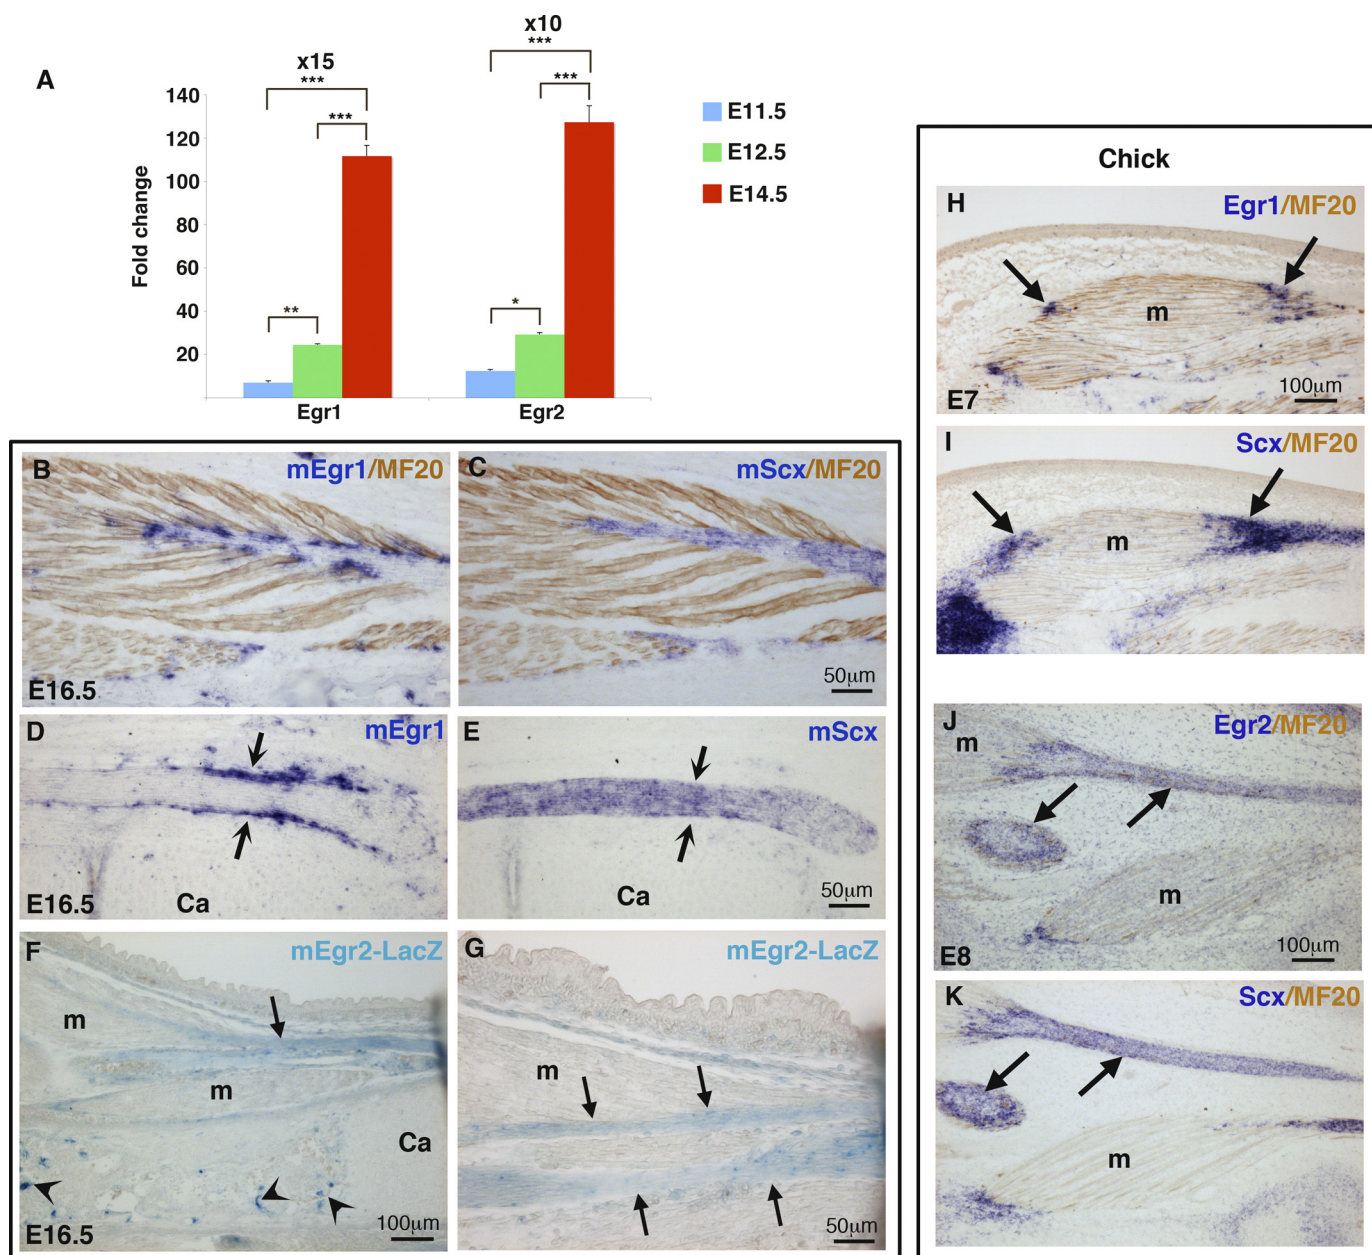 A
x15
***
***
**
x10
***
***
*
Fold change
140
120
100
80
60
40
20
Egr1
Egr2
E11.5
E12.5
E14.5
B
mEgr1/MF20
E16.5
C
mScx/MF20
50µm
D
mEgr1
E16.5
Ca
E
mScx
Ca
50µm
F
mEgr2-LacZ
m
m
Ca
E16.5
100µm
G
mEgr2-LacZ
m
50µm
Chick
H
Egr1/MF20
m
E7
100µm
I
Scx/MF20
m
J
Egr2/MF20
m
m
E8
100µm
K
Scx/MF20
m